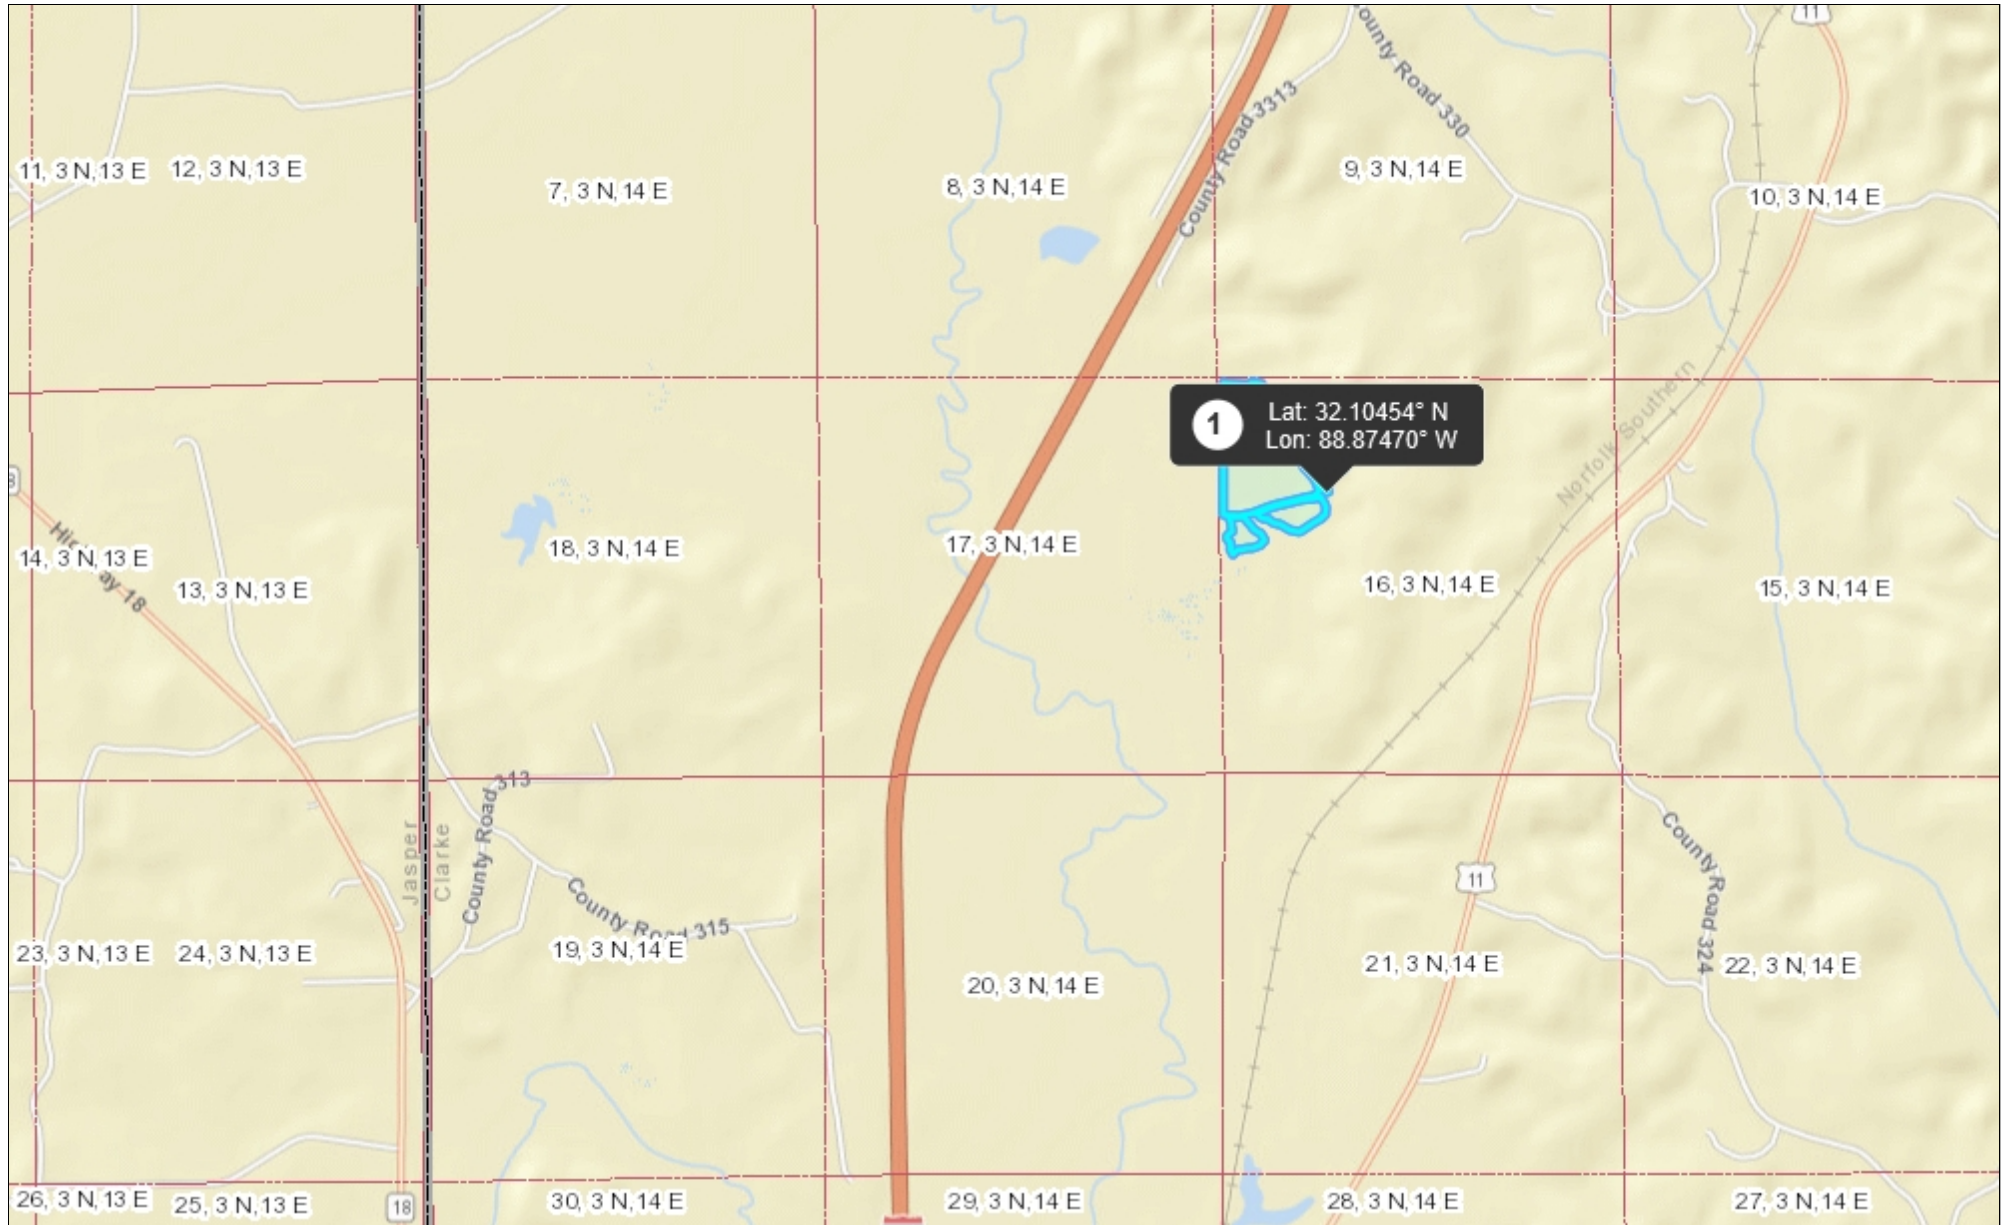 11
County Road 330
County Road 3313
11, 3 N, 13 E
12, 3 N, 13 E
7, 3 N, 14 E
8, 3 N, 14 E
9, 3 N, 14 E
10, 3 N, 14 E
1
Lat: 32.10454° N
Lon: 88.87470° W
Norfolk Southern
Highway 18
14, 3 N, 13 E
13, 3 N, 13 E
18, 3 N, 14 E
17, 3 N, 14 E
16, 3 N, 14 E
15, 3 N, 14 E
County Road 313
Jasper
Clarke
County Road 315
11
County Road 324
23, 3 N, 13 E
24, 3 N, 13 E
19, 3 N, 14 E
20, 3 N, 14 E
21, 3 N, 14 E
22, 3 N, 14 E
26, 3 N, 13 E
25, 3 N, 13 E
18
30, 3 N, 14 E
29, 3 N, 14 E
28, 3 N, 14 E
27, 3 N, 14 E